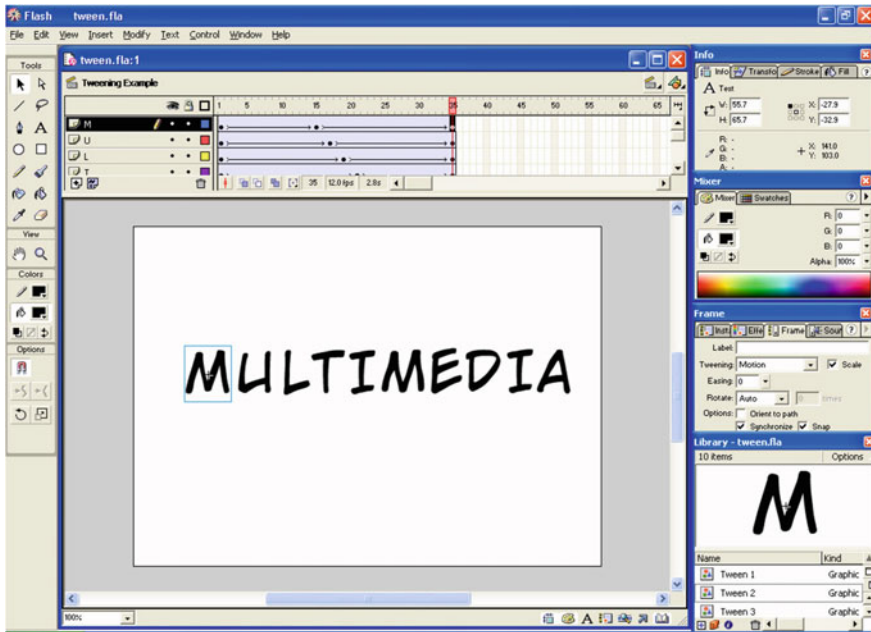 Flash tween.fla
File Edit View Insert Modify Text Control Window Help
Tools
View
Colors
Options
tween.fla:1
Tweening Example
1 5 10 15 20 25 30 35 40 45 50 55 60 65
M
U
L
T
35 12.0 fps 2.8s
MULTIMEDIA
100%
Info
Info Transfo Stroke Fill
Text
W: 55.7 X: -27.9
H: 65.7 Y: -32.9
R: -
G: - X: 141.0
B: - Y: 103.0
A: -
Mixer
Mixer Swatches
R: 0
G: 0
B: 0
Alpha: 100%
Frame
Inst Effe Frame Sour
Label:
Tweening: Motion Scale
Easing: 0
Rotate: Auto 0 times
Options: Orient to path
Synchronize Snap
Library - tween.fla
10 items Options
M
Name Kind
Tween 1 Graphic
Tween 2 Graphic
Tween 3 Graphic